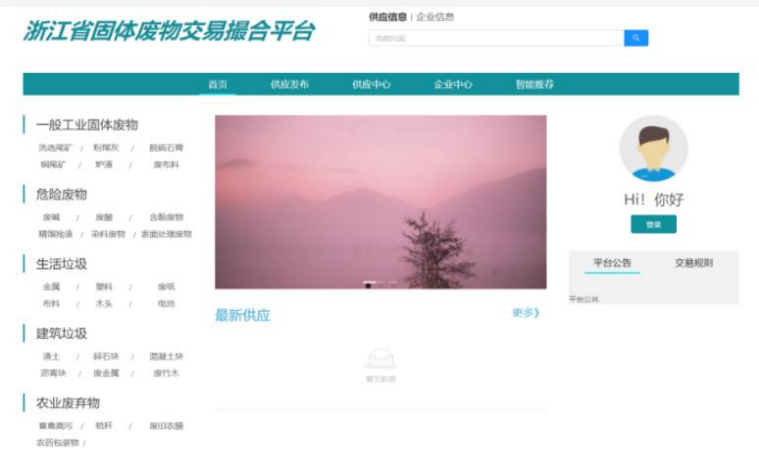 浙江省固体废物交易撮合平台
供应信息 | 企业信息
首页 供应发布 供应中心 企业中心 智能推荐
一般工业固体废物
洗选尾矿 / 粉煤灰 / 脱硫石膏
铜尾矿 / 炉渣 / 废布料
危险废物
废碱 / 废酸 / 含酚废物
精馏残渣 / 染料废物 / 表面处理废物
生活垃圾
金属 / 塑料 / 废纸
布料 / 木头 / 电池
建筑垃圾
渣土 / 碎石块 / 混凝土块
沥青块 / 废金属 / 废竹木
农业废弃物
畜禽粪污 / 秸秆 / 废旧农膜
农药包装物 /
最新供应 更多》
暂无数据
Hi！你好
登录
平台公告 交易规则
平台公共